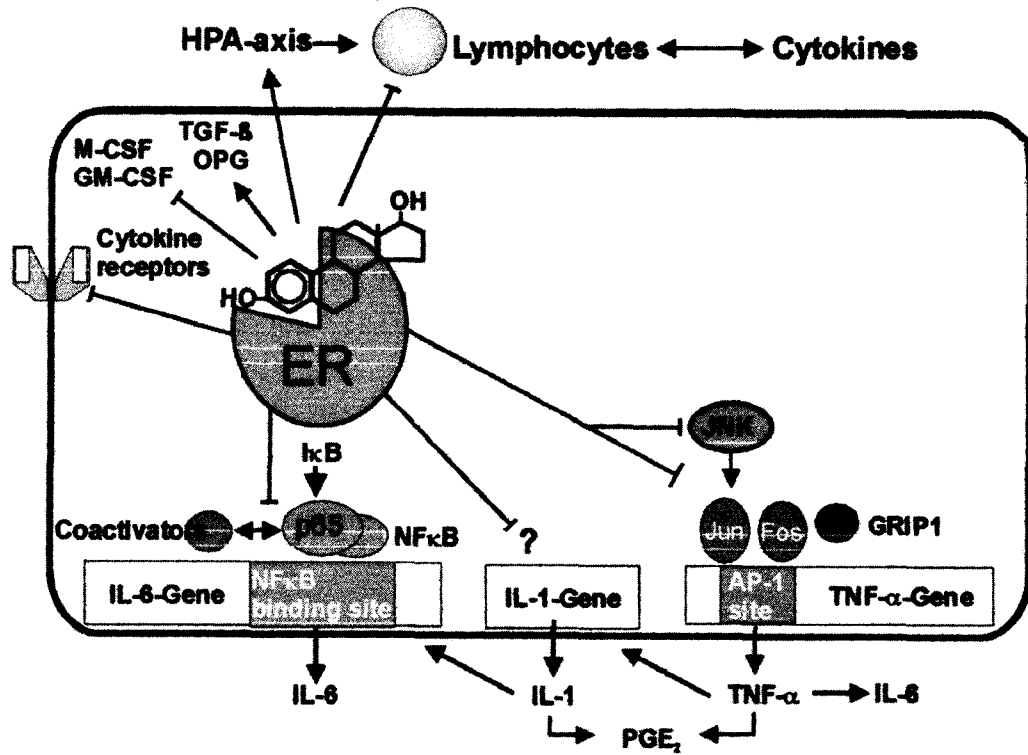 HPA-axis Lymphocytes Cytokines
TGF-ß
OPG
M-CSF
GM-CSF
OH
Cytokine
receptors
HO
ER
JNK
IκB
Coactivators p65 NFκB
?
Jun Fos GRIP1
IL-6-Gene NFκB
binding site
IL-1-Gene
AP-1
site
TNF-α-Gene
IL-6 IL-1 TNF-α IL-6
PGE₂